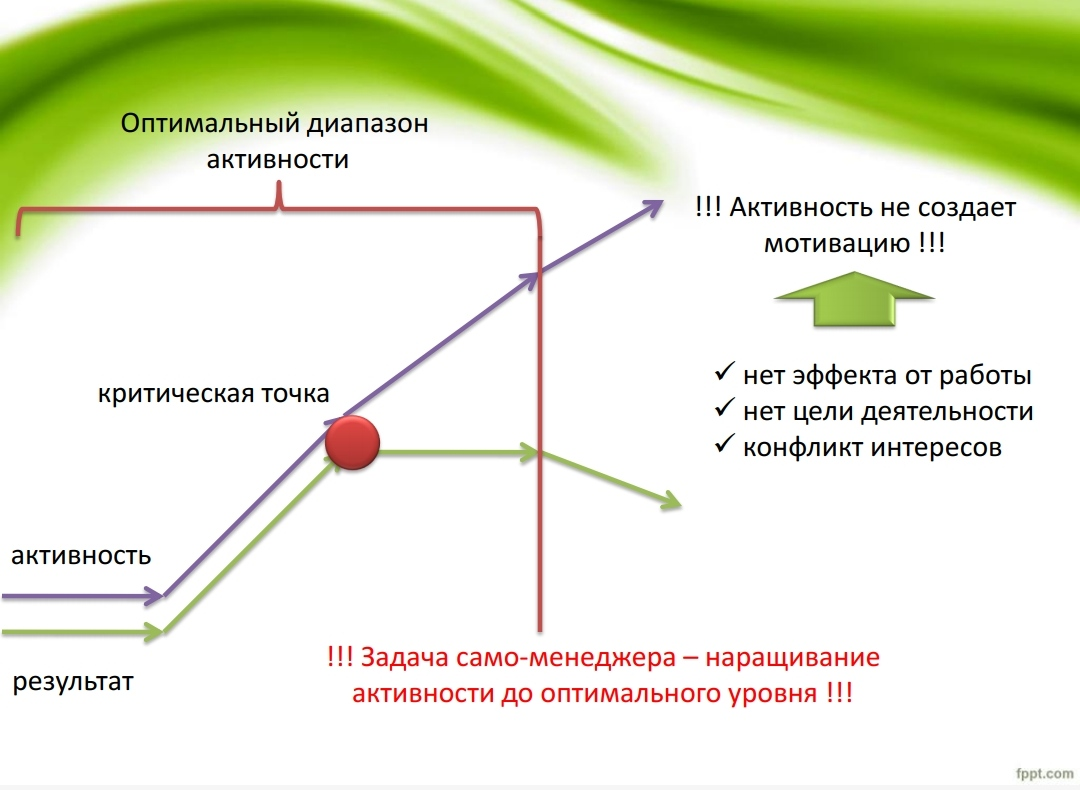 Оптимальный диапазон
активности
!!! Активность не создает
мотивацию !!!
критическая точка
✓ нет эффекта от работы
✓ нет цели деятельности
✓ конфликт интересов
активность
результат
!!! Задача само-менеджера – наращивание
активности до оптимального уровня !!!
fppt.com